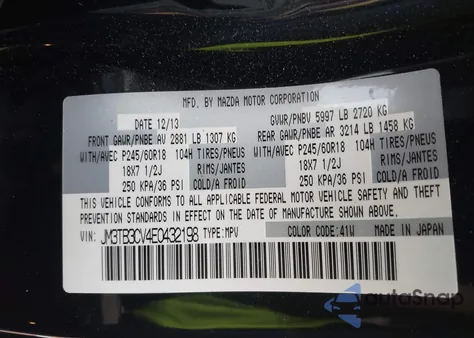 MFD. BY MAZDA MOTOR CORPORATION
DATE 12/13 GVWR/PNBV 5997 LB 2720 KG
FRONT GAWR/PNBE AV 2881 LB 1307 KG REAR GAWR/PNBE AR 3214 LB 1458 KG
WITH/AVEC P245/60R18 104H TIRES/PNEUS WITH/AVEC P245/60R18 104H TIRES/PNEUS
18X7 1/2J RIMS/JANTES 18X7 1/2J RIMS/JANTES
250 KPA/36 PSI COLD/A FROID 250 KPA/36 PSI COLD/A FROID
THIS VEHICLE CONFORMS TO ALL APPLICABLE FEDERAL MOTOR VEHICLE SAFETY AND THEFT
PREVENTION STANDARDS IN EFFECT ON THE DATE OF MANUFACTURE SHOWN ABOVE.
VIN: JM3TB3CV4E0432198 TYPE:MPV COLOR CODE:41W MADE IN JAPAN
autoSnap